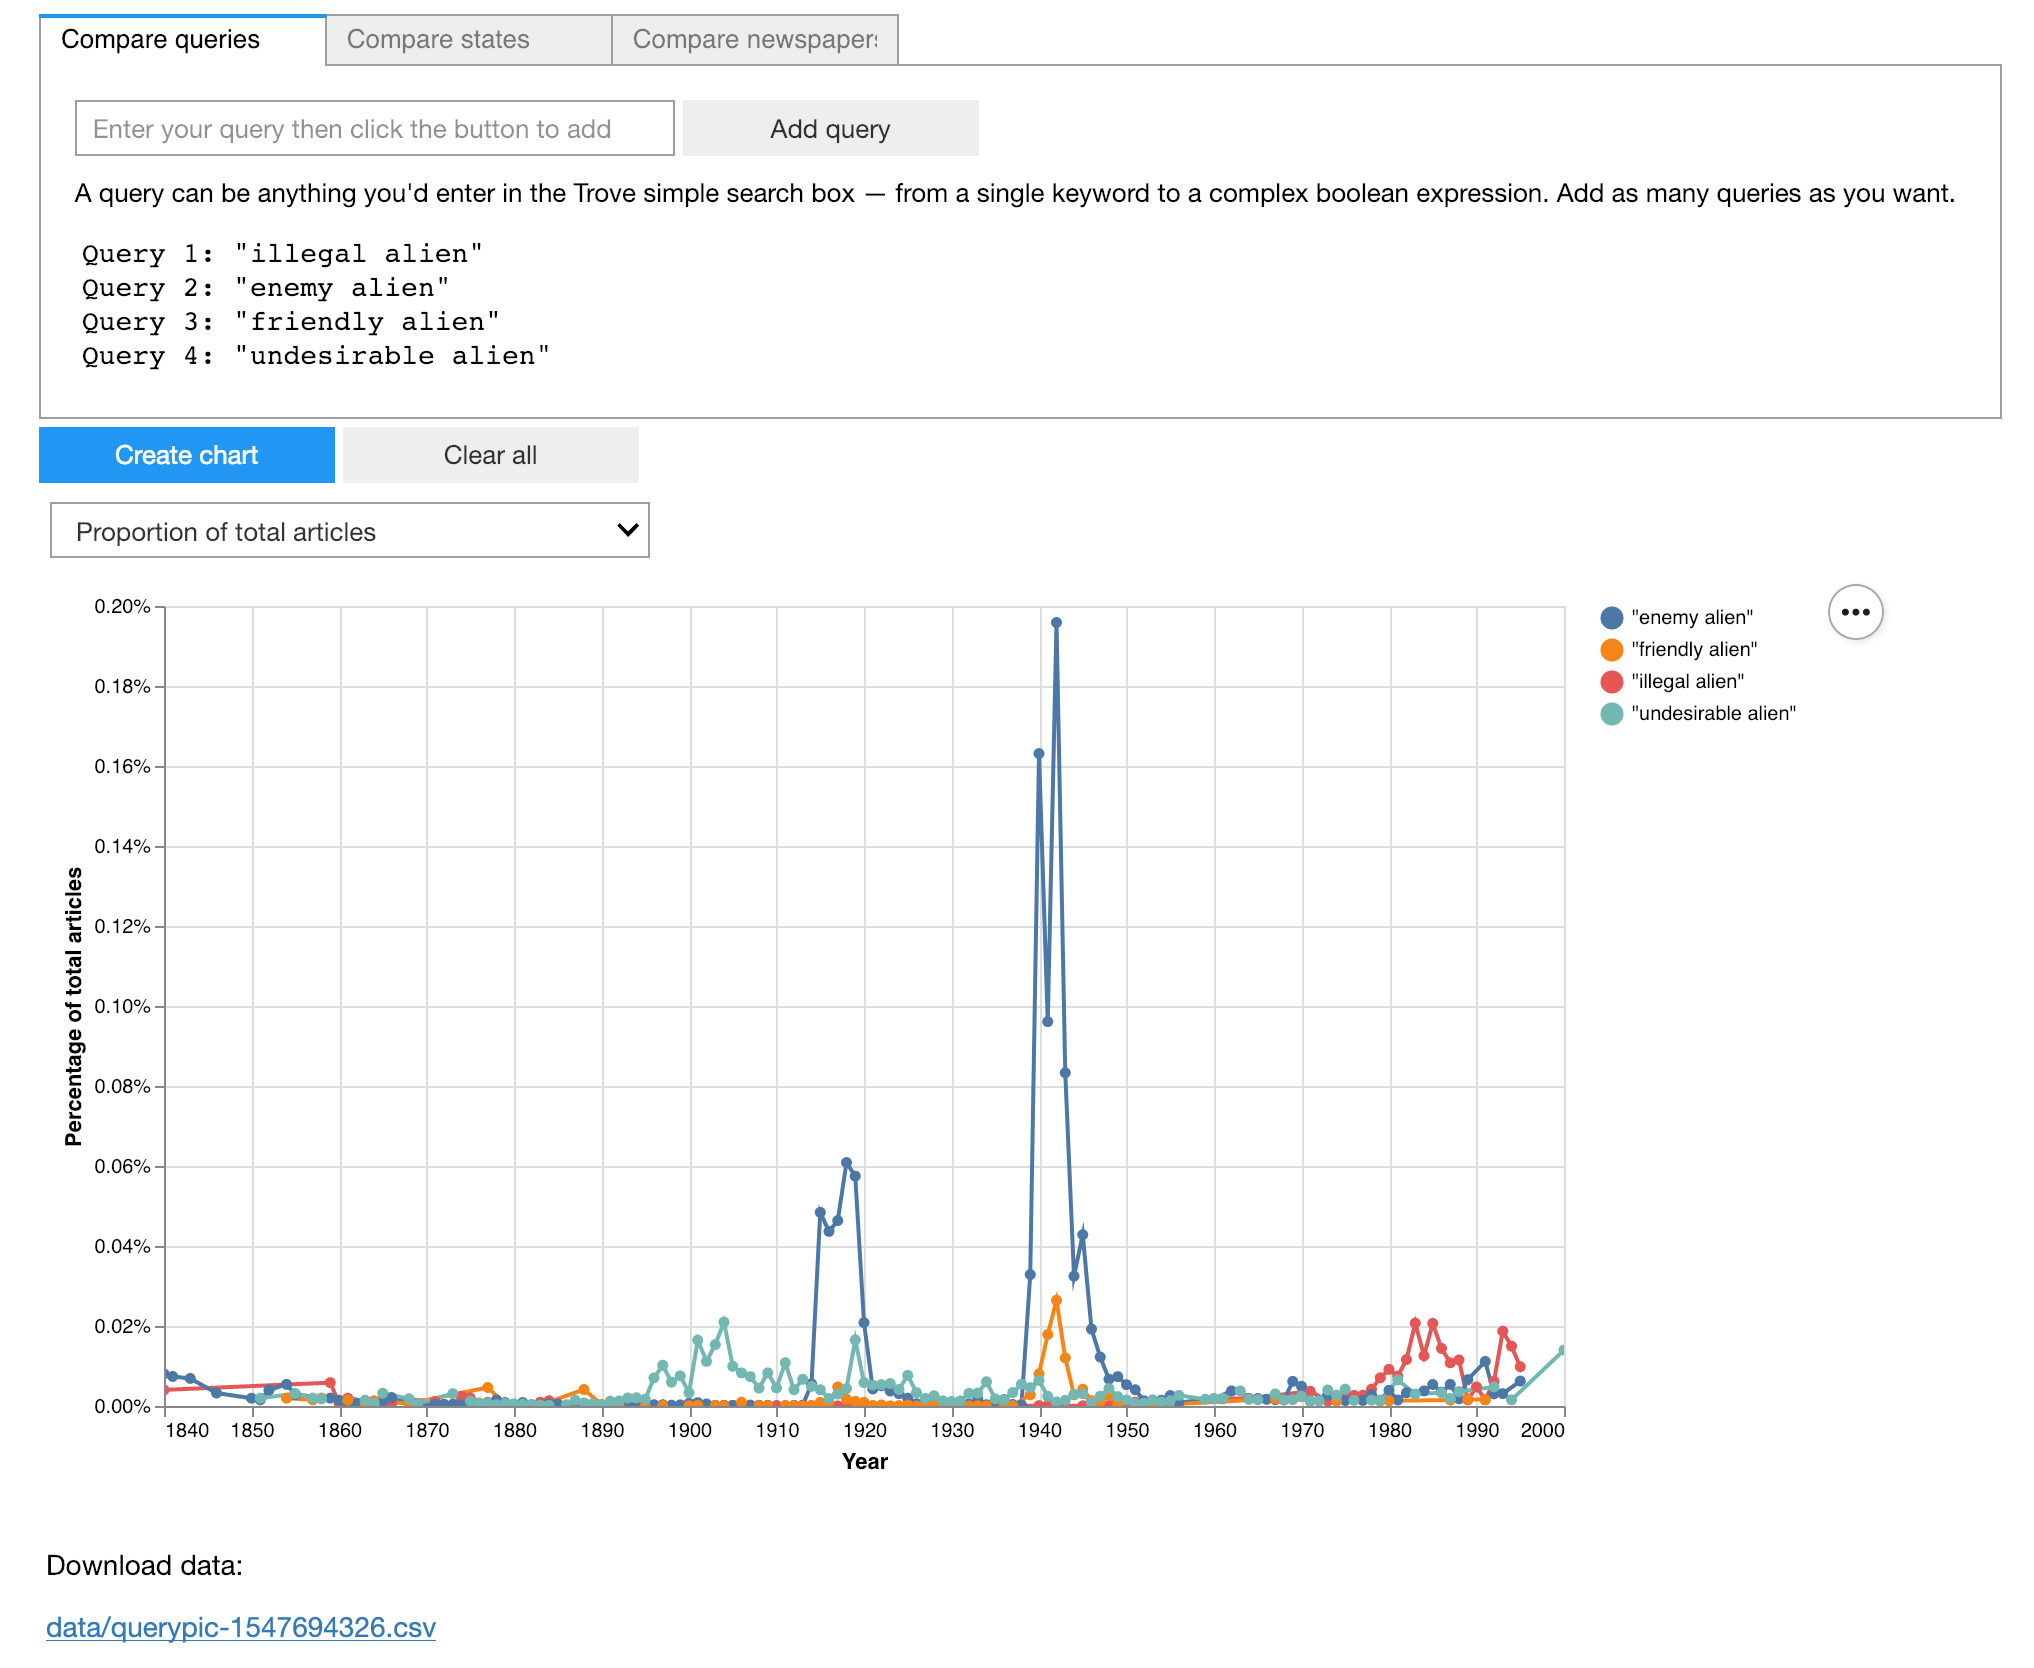 Compare queries
Compare states
Compare newspapers
Enter your query then click the button to add
Add query
A query can be anything you'd enter in the Trove simple search box — from a single keyword to a complex boolean expression. Add as many queries as you want.
Query 1: "illegal alien"
Query 2: "enemy alien"
Query 3: "friendly alien"
Query 4: "undesirable alien"
Create chart
Clear all
Proportion of total articles
0.20%
0.18%
0.16%
0.14%
0.12%
0.10%
0.08%
0.06%
0.04%
0.02%
0.00%
Percentage of total articles
1840 1850 1860 1870 1880 1890 1900 1910 1920 1930 1940 1950 1960 1970 1980 1990 2000
Year
"enemy alien"
"friendly alien"
"illegal alien"
"undesirable alien"
Download data:
data/querypic-1547694326.csv